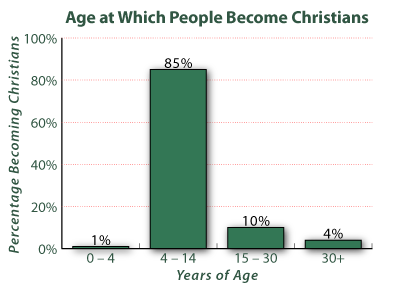 Age at Which People Become Christians
Percentage Becoming Christians
100%
80%
60%
40%
20%
0%
1%
85%
10%
4%
0 – 4
4 – 14
15 – 30
30+
Years of Age